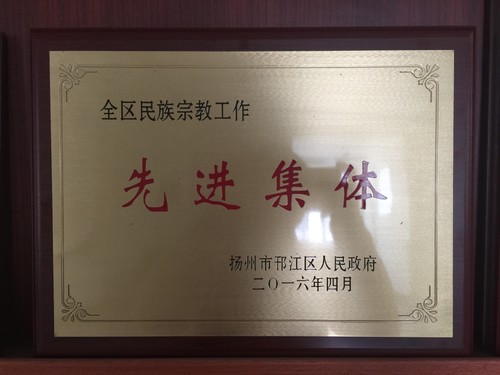 全区民族宗教工作
先进集体
扬州市邗江区人民政府
二〇一六年四月